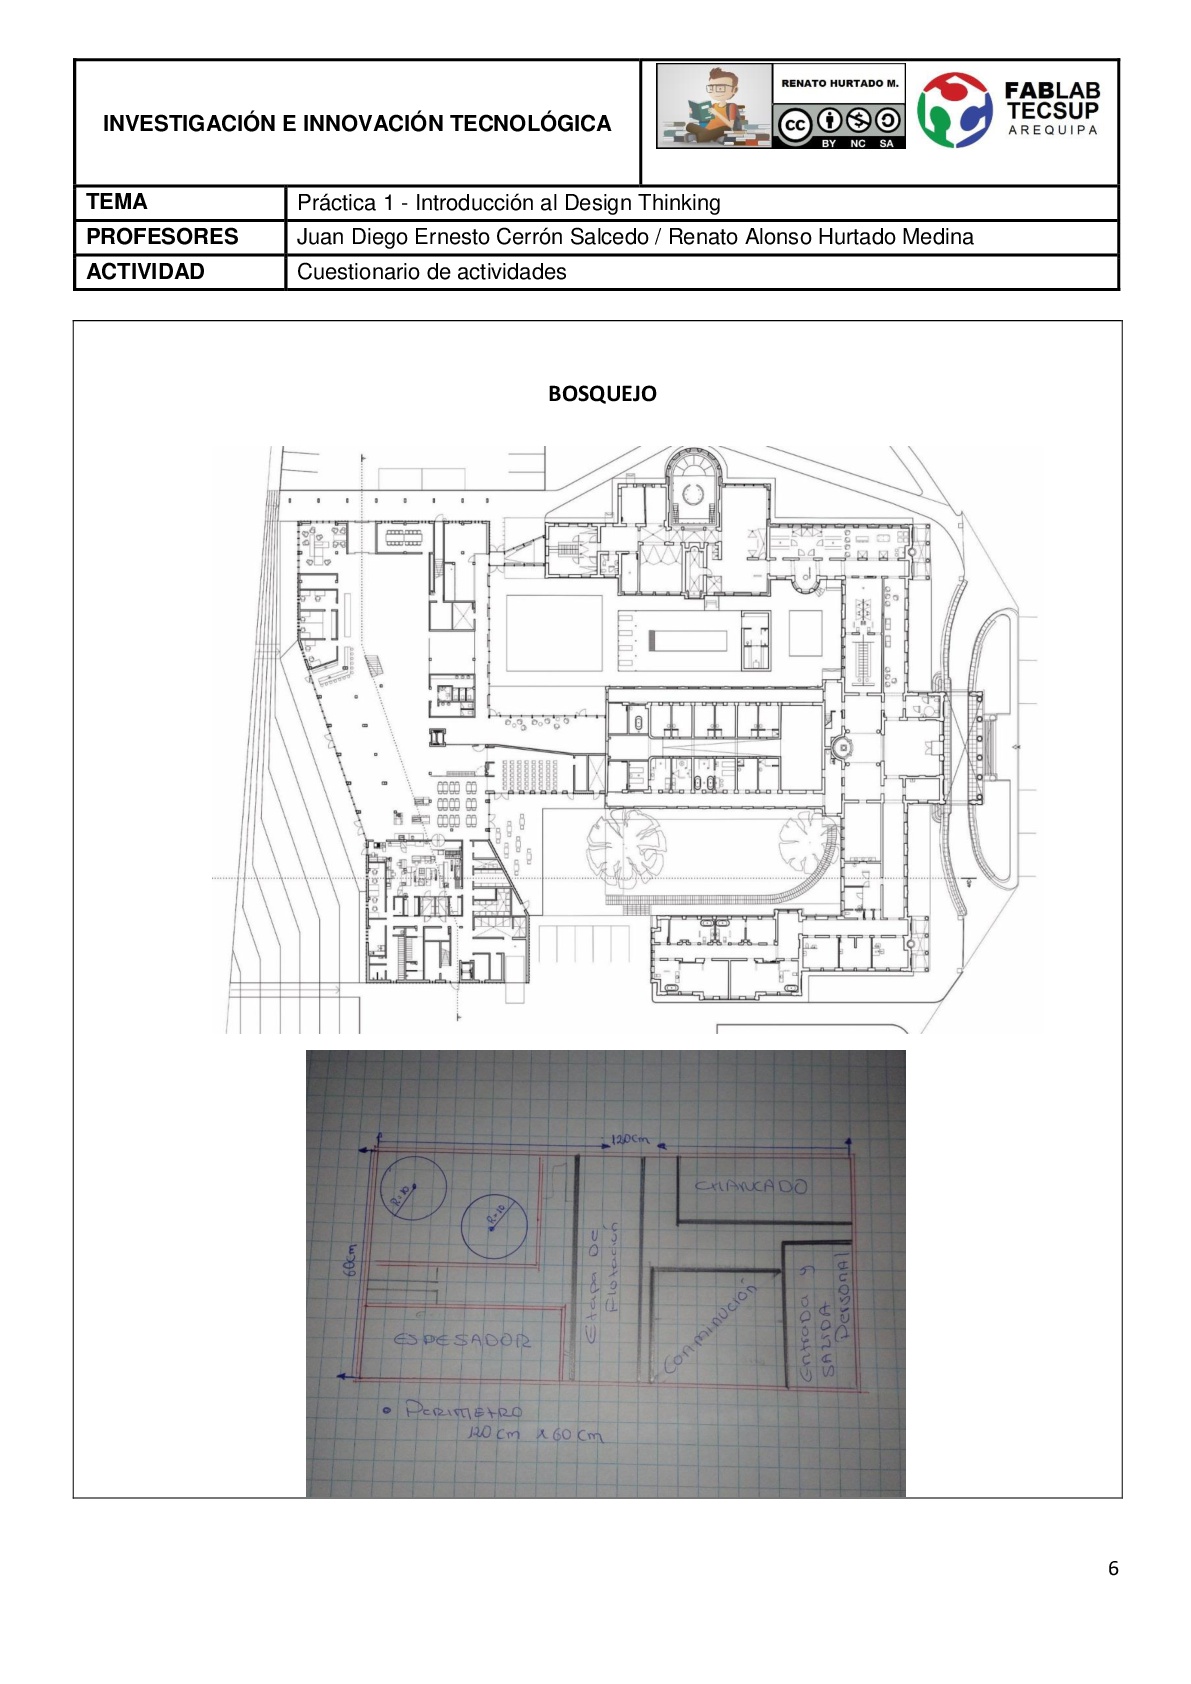 INVESTIGACIÓN E INNOVACIÓN TECNOLÓGICA
RENATO HURTADO M.
CC
BY NC SA
FABLAB
TECSUP
AREQUIPA
TEMA
Práctica 1 - Introducción al Design Thinking
PROFESORES
Juan Diego Ernesto Cerrón Salcedo / Renato Alonso Hurtado Medina
ACTIVIDAD
Cuestionario de actividades
BOSQUEJO
120cm
60cm
R=10
R=10
Etapa De
Flotación
CHANCADO
ESPESADOR
Conminución
Entrada y
SALIDA
Personal
• PERIMETRO
120 cm x 60 cm
6